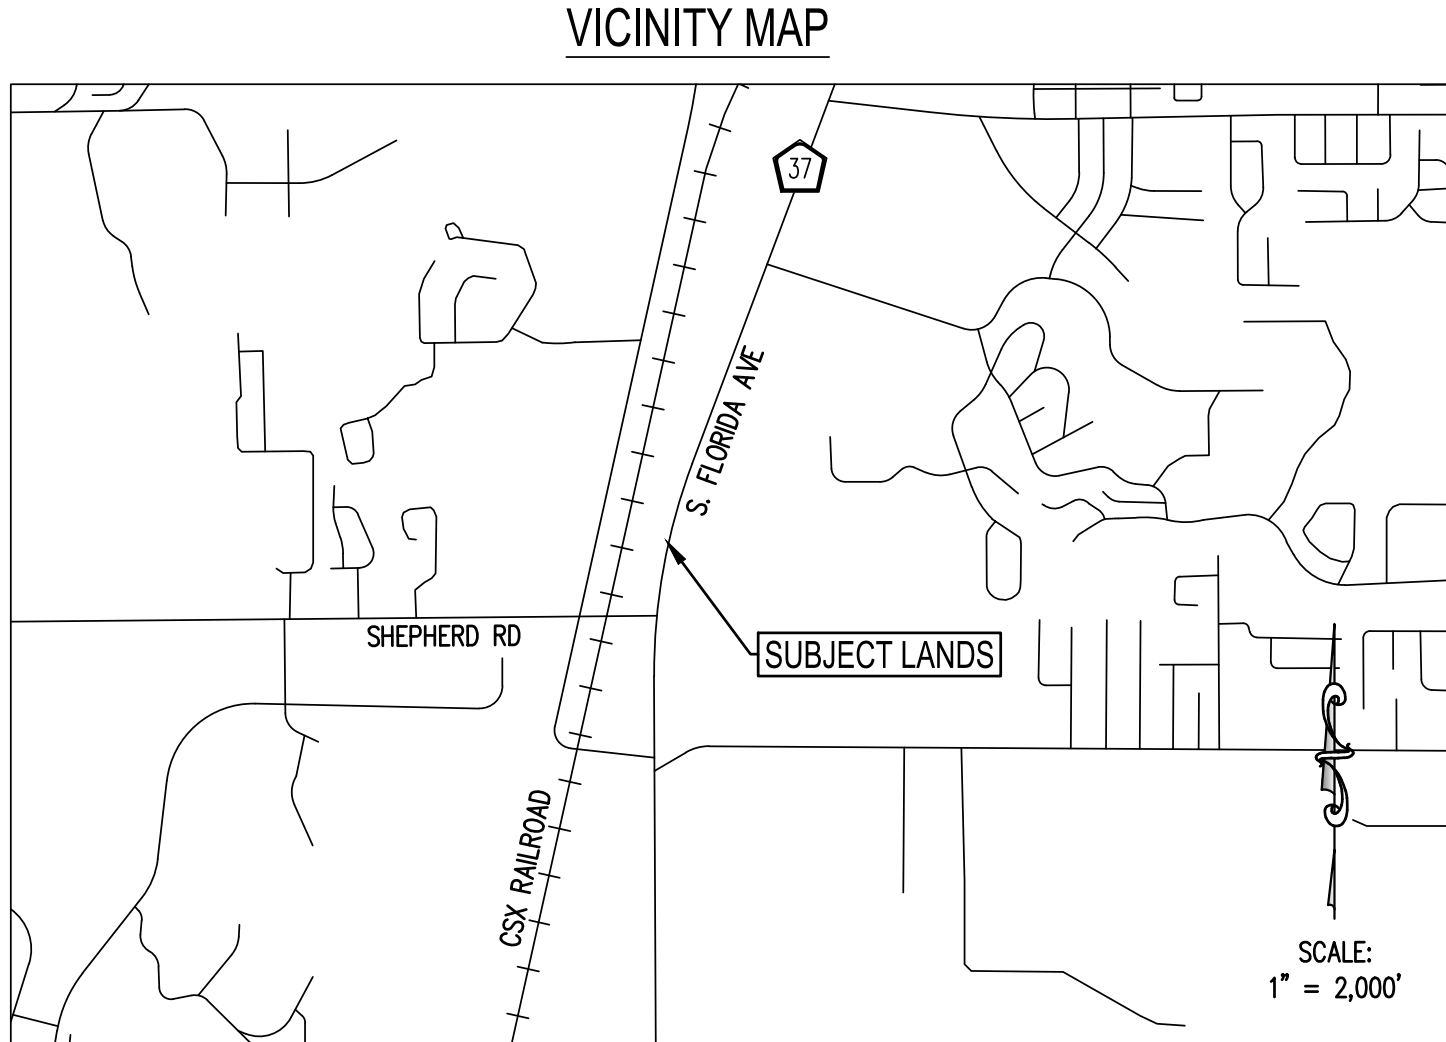 VICINITY MAP
37
S. FLORIDA AVE
SHEPHERD RD
SUBJECT LANDS
CSX RAILROAD
SCALE:
1" = 2,000'